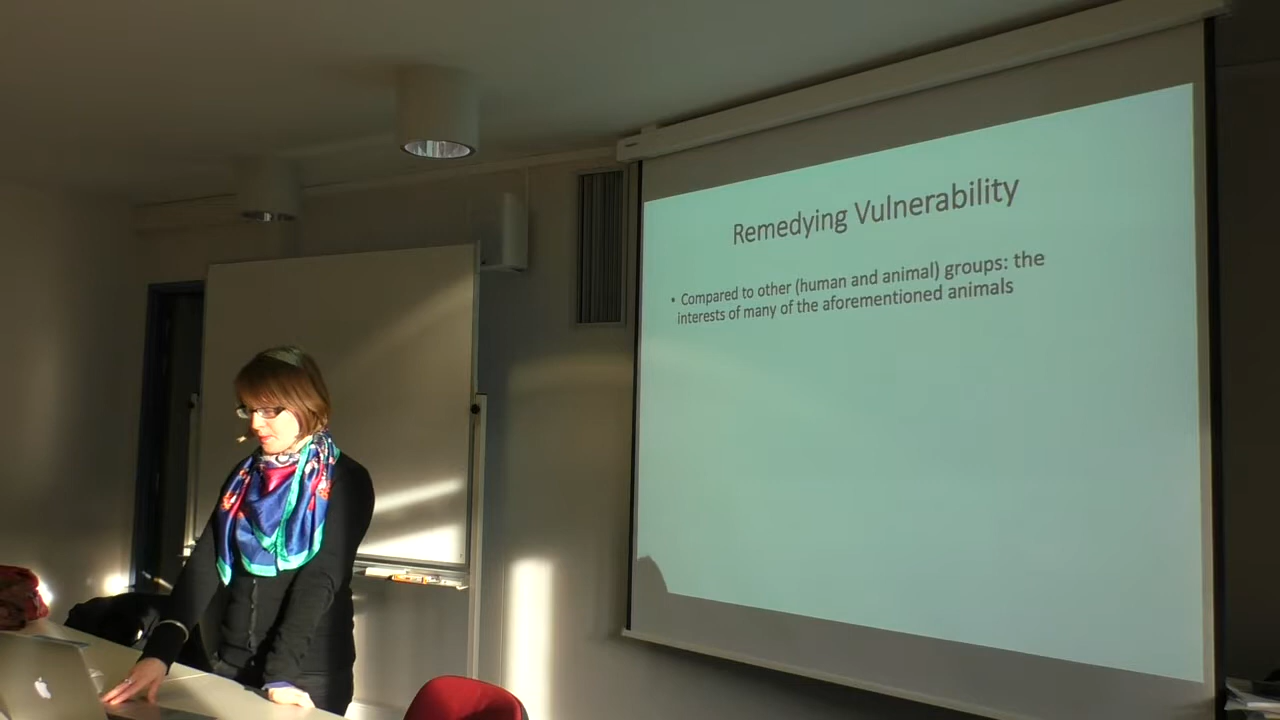 Remedying Vulnerability
• Compared to other (human and animal) groups: the
interests of many of the aforementioned animals